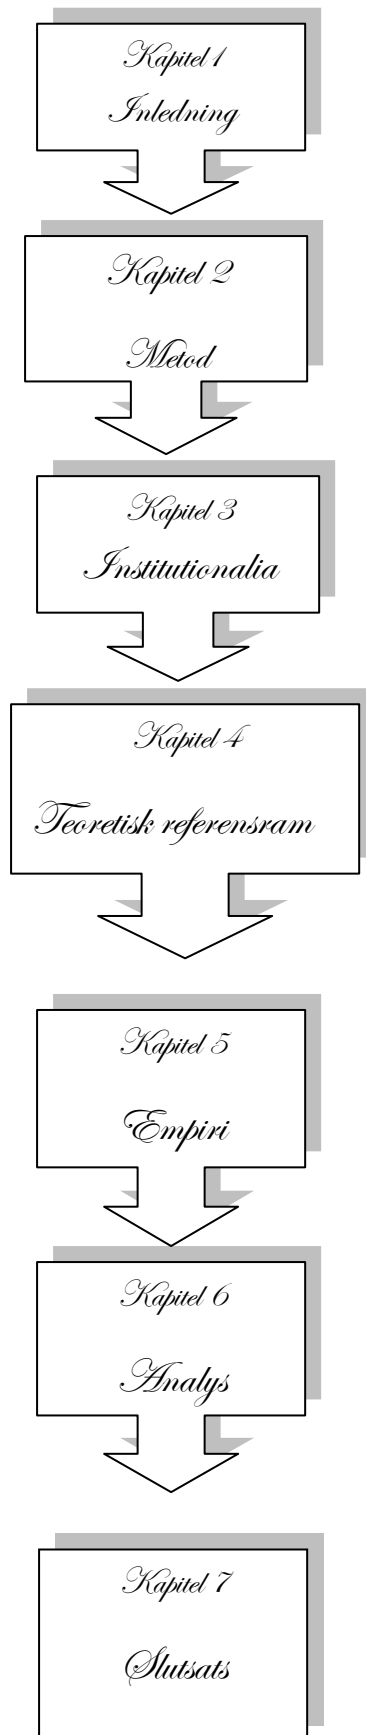 Kapitel 1
Inledning
Kapitel 2
Metod
Kapitel 3
Institutionalia
Kapitel 4
Teoretisk referensram
Kapitel 5
Empiri
Kapitel 6
Analys
Kapitel 7
Slutsats